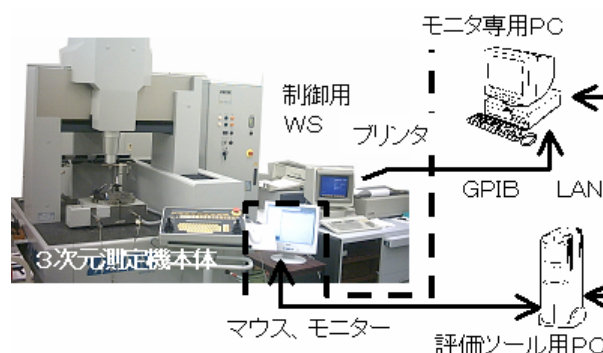 モニタ専用PC
制御用
WS
プリンタ
GPIB
LAN
3次元測定機本体
マウス、モニター
評価ツール用PC